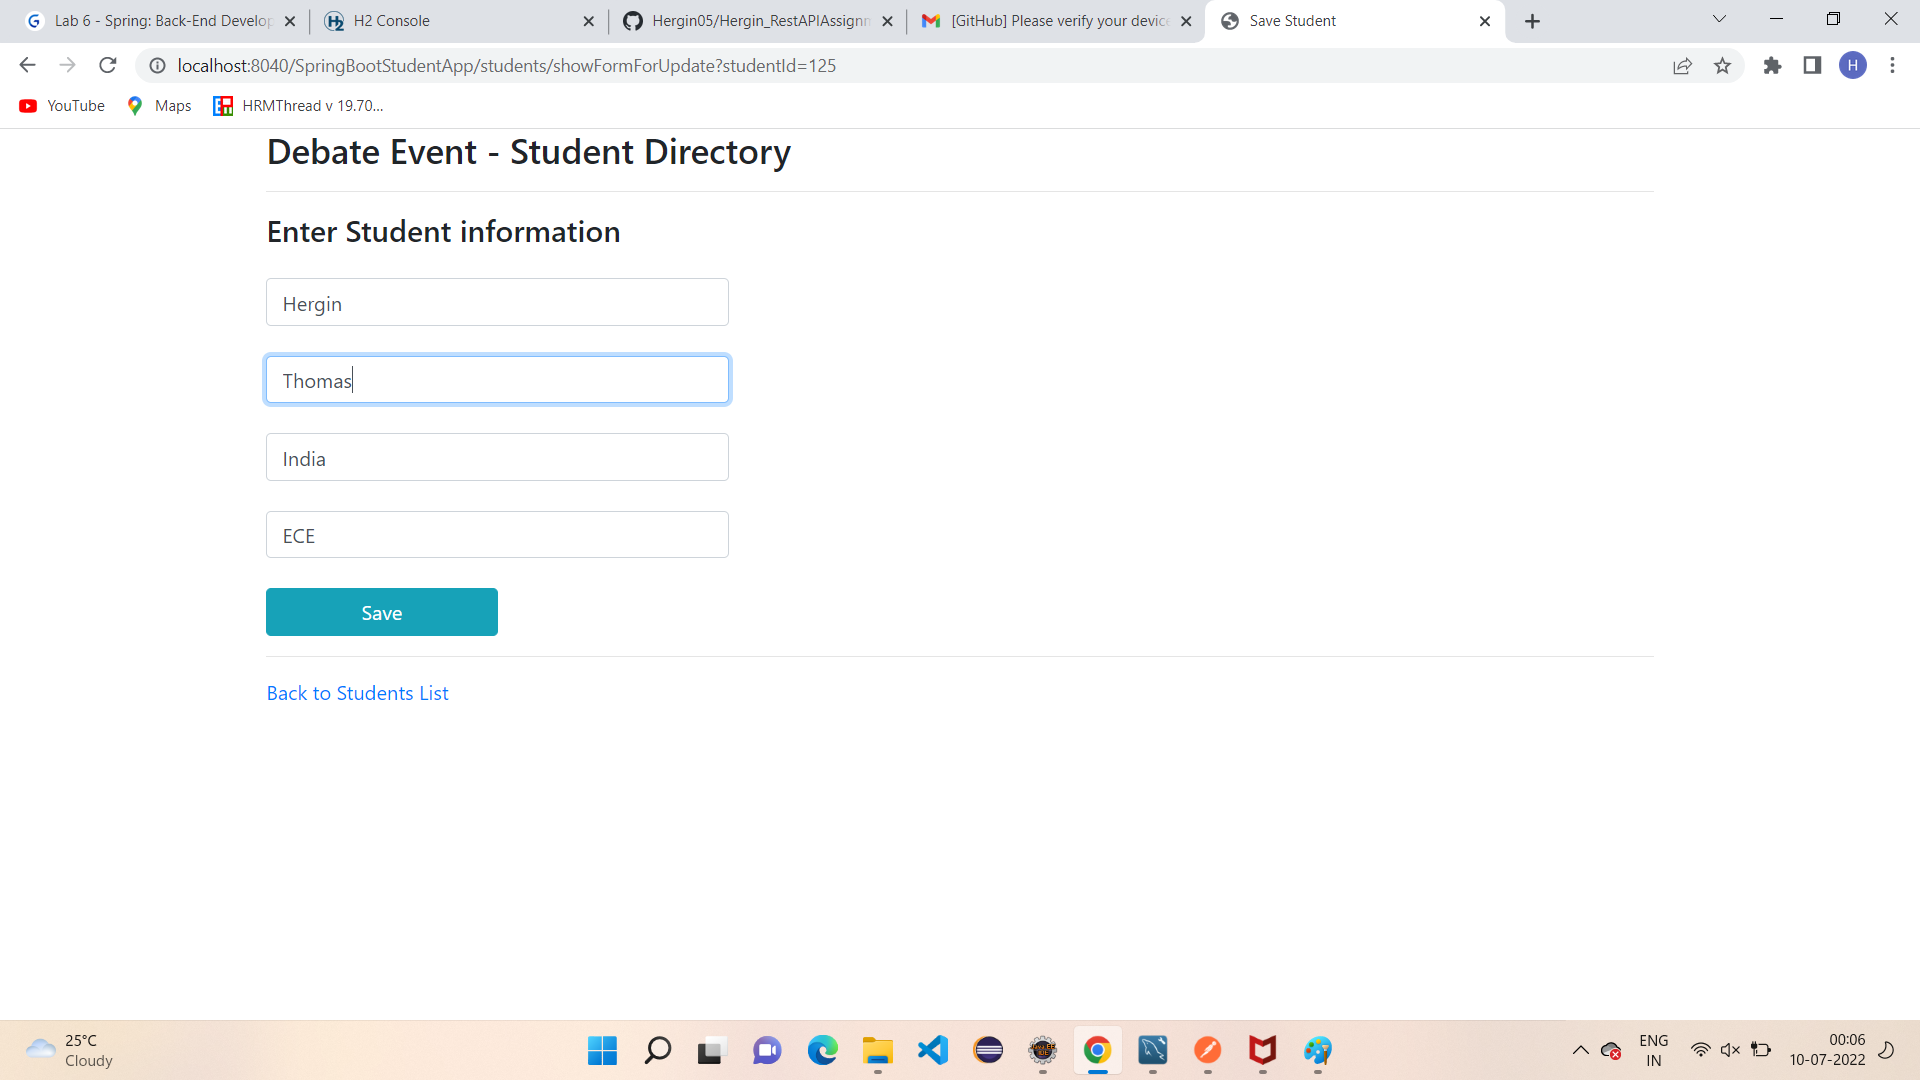 Lab 6 - Spring: Back-End Develop
H2 Console
Hergin05/Hergin_RestAPIAssignm
[GitHub] Please verify your device
Save Student
localhost:8040/SpringBootStudentApp/students/showFormForUpdate?studentId=125
H
YouTube
Maps
HRMThread v 19.70...
Debate Event - Student Directory
Enter Student information
Hergin
Thomas
India
ECE
Save
Back to Students List
25°C
Cloudy
ENG
IN
00:06
10-07-2022